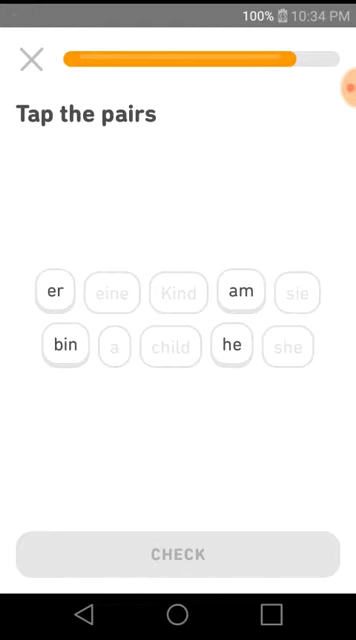 100% 10:34 PM
Tap the pairs
er eine Kind am sie
bin a child he she
CHECK